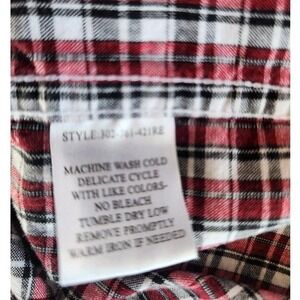 STYLE:302-761-421RE
MACHINE WASH COLD
DELICATE CYCLE
WITH LIKE COLORS-
NO BLEACH
TUMBLE DRY LOW
REMOVE PROMPTLY
WARM IRON IF NEEDED